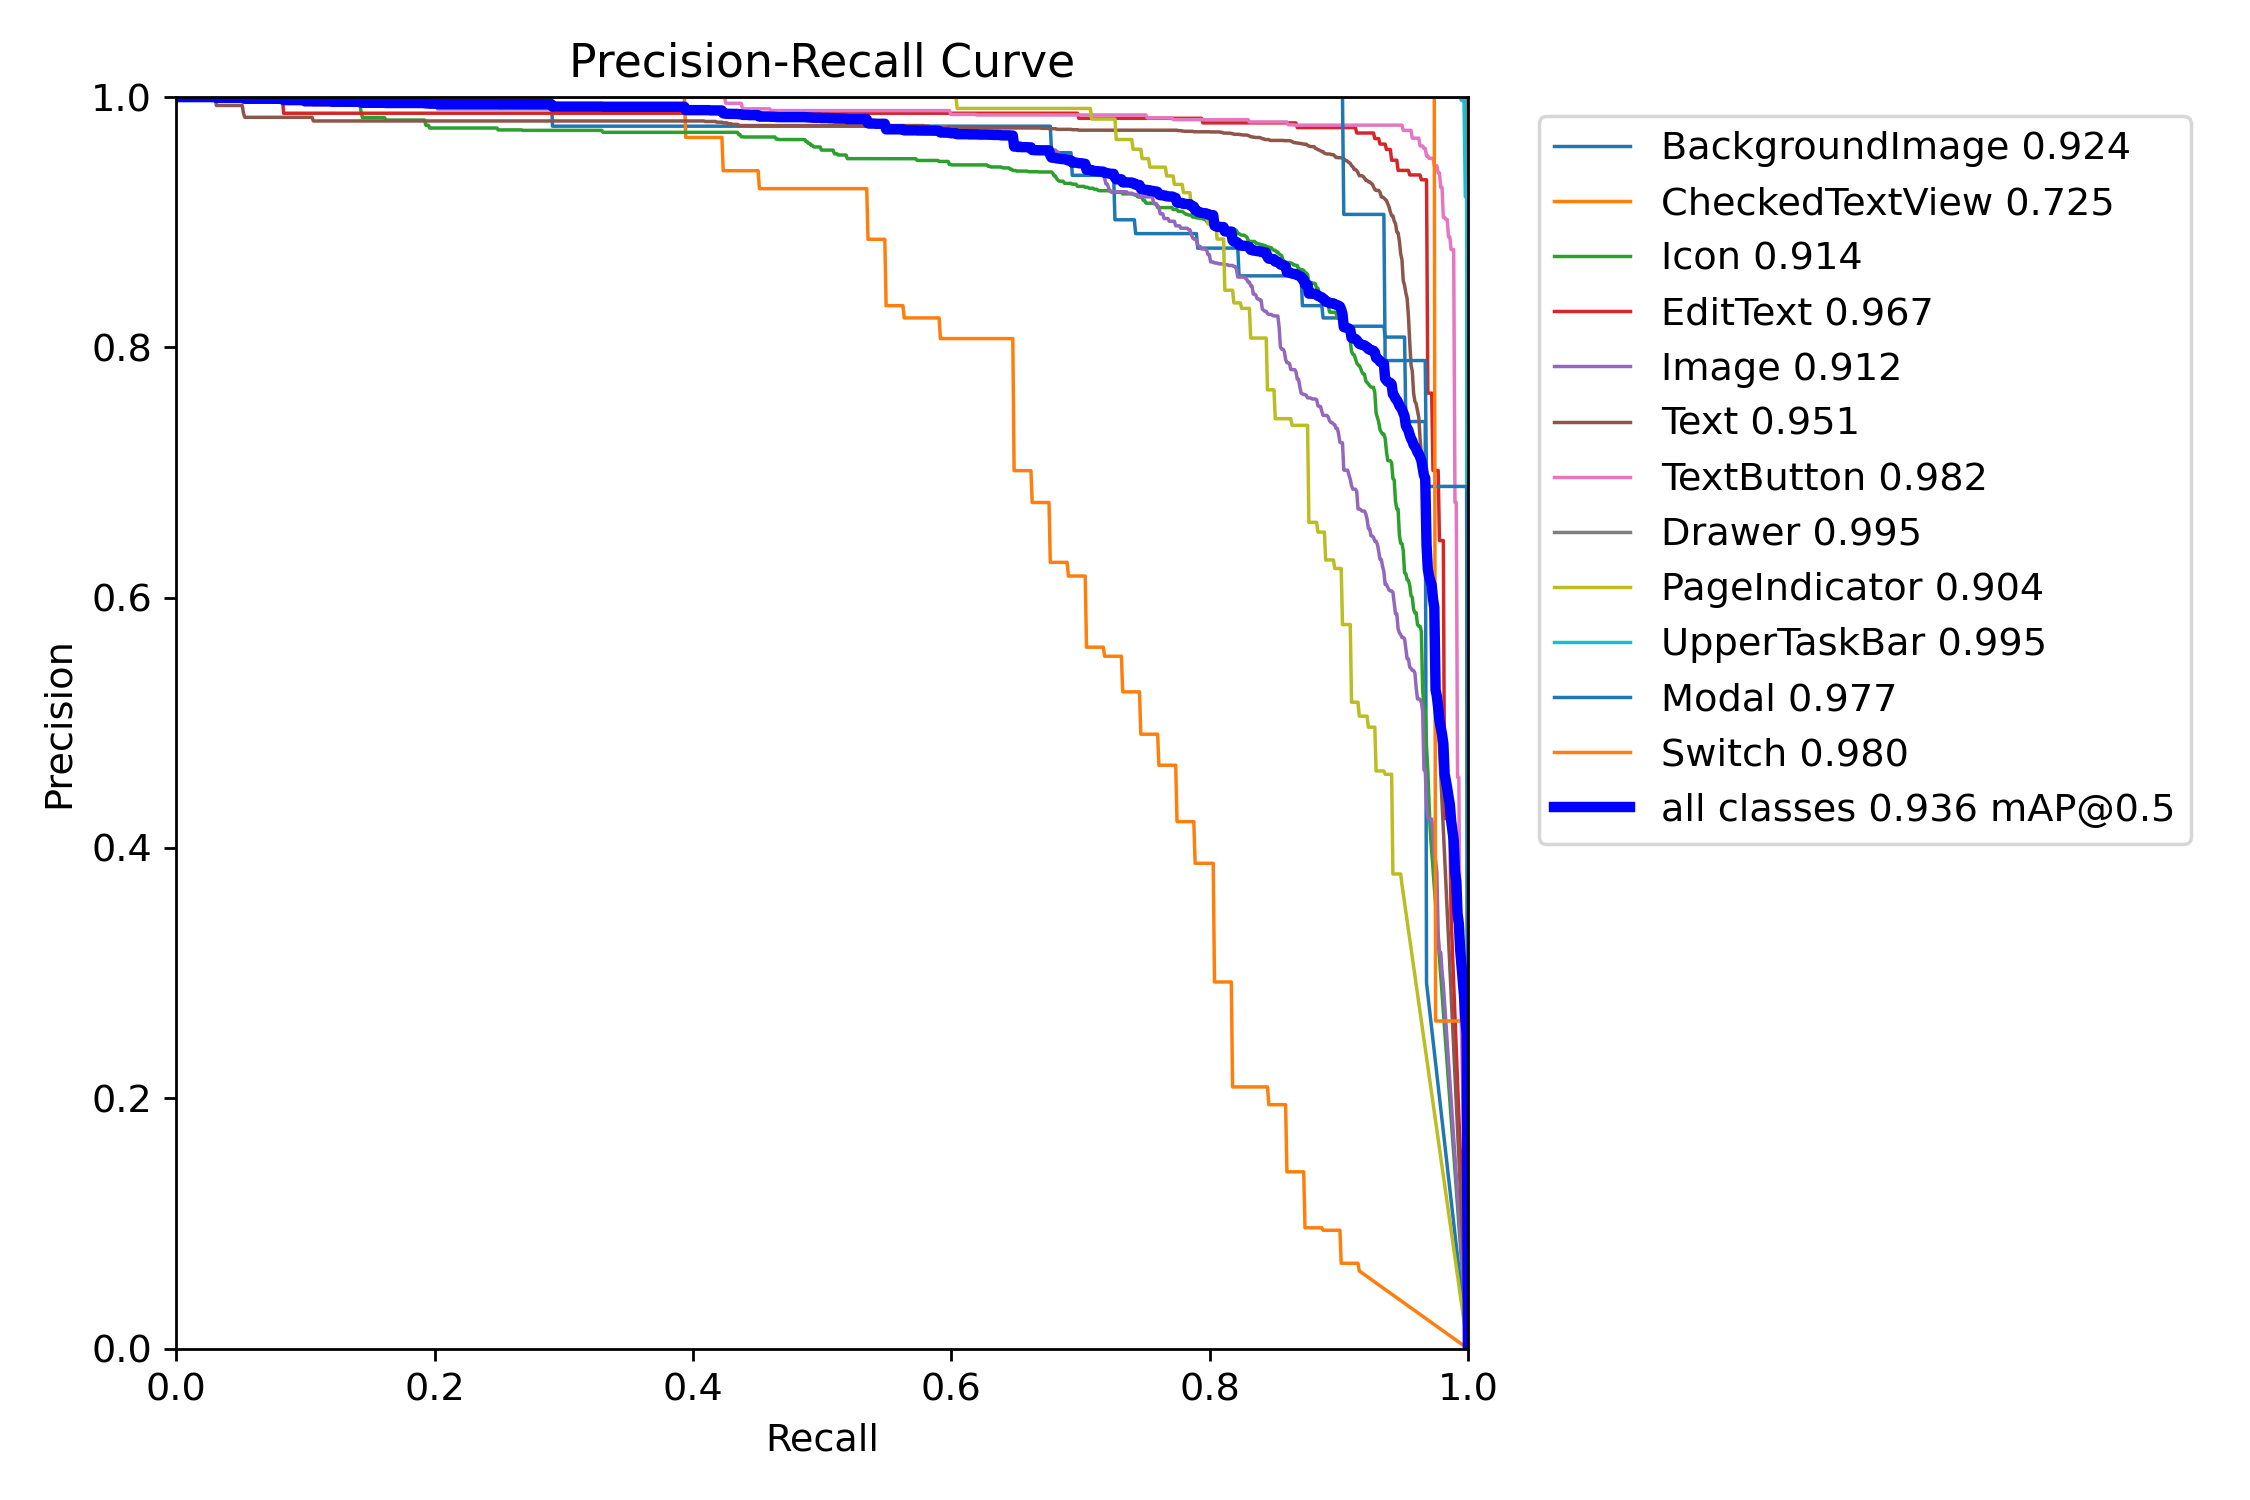 Precision-Recall Curve
1.0
0.8
0.6
0.4
0.2
0.0
Precision
0.0 0.2 0.4 0.6 0.8 1.0
Recall
BackgroundImage 0.924
CheckedTextView 0.725
Icon 0.914
EditText 0.967
Image 0.912
Text 0.951
TextButton 0.982
Drawer 0.995
PageIndicator 0.904
UpperTaskBar 0.995
Modal 0.977
Switch 0.980
all classes 0.936 mAP@0.5